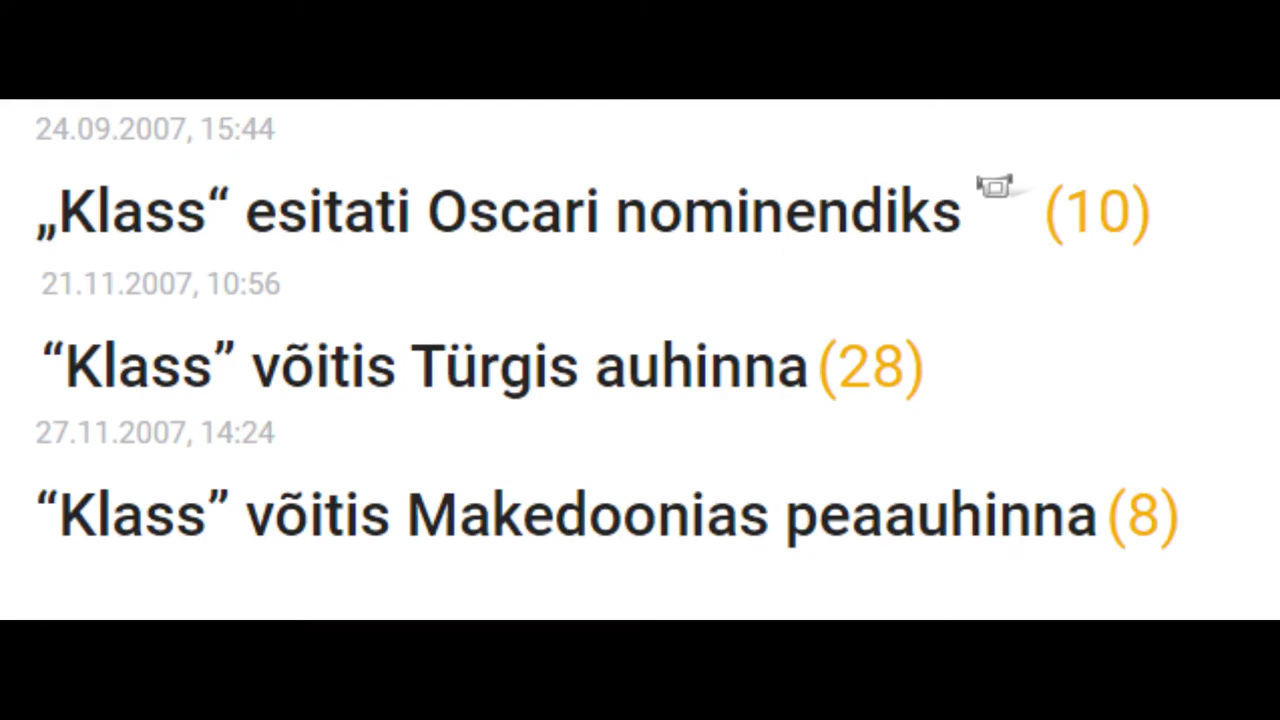 24.09.2007, 15:44
„Klass“ esitati Oscari nominendiks (10)
21.11.2007, 10:56
“Klass” võitis Türgis auhinna (28)
27.11.2007, 14:24
“Klass” võitis Makedoonias peaauhinna (8)